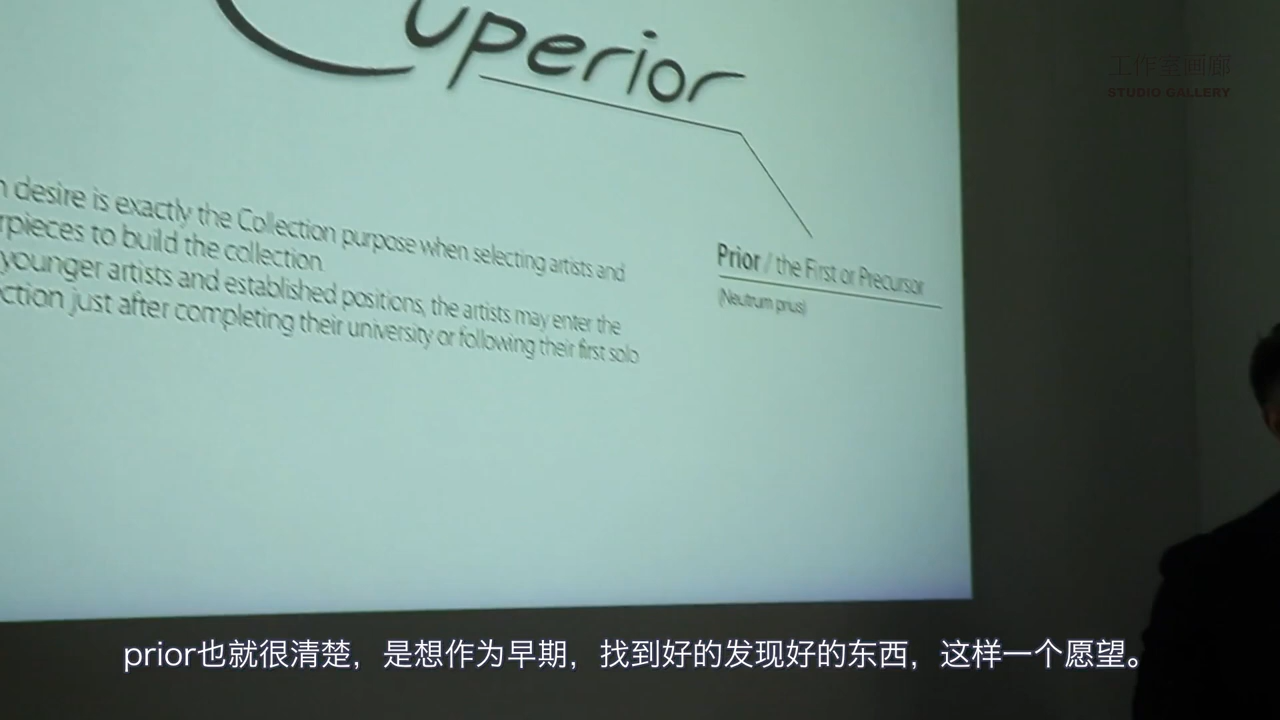 uperior
工作室画廊
STUDIO GALLERY
desire is exactly the Collection purpose when selecting artists and
rpieces to build the collection
younger artists and established positions, the artists may enter the
ction just after completing their university or following their first solo
Prior / the First or Precursor
(Neutrum prius)
prior也就很清楚，是想作为早期，找到好的发现好的东西，这样一个愿望。